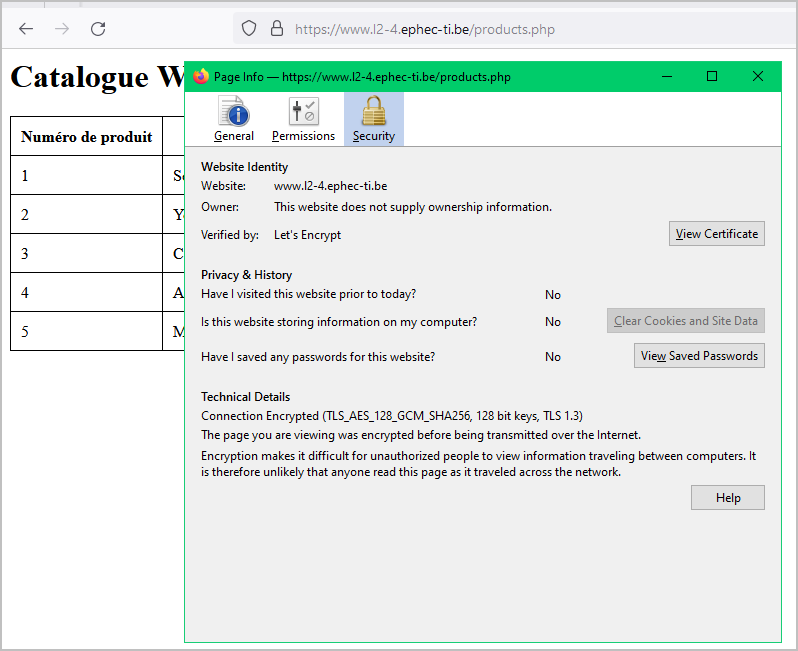 https://www.l2-4.ephec-ti.be/products.php
Catalogue W
Numéro de produit
1
2
3
4
5
Page Info — https://www.l2-4.ephec-ti.be/products.php
General Permissions Security
Website Identity
Website: www.l2-4.ephec-ti.be
Owner: This website does not supply ownership information.
Verified by: Let's Encrypt View Certificate
Privacy & History
Have I visited this website prior to today? No
Is this website storing information on my computer? No Clear Cookies and Site Data
Have I saved any passwords for this website? No View Saved Passwords
Technical Details
Connection Encrypted (TLS_AES_128_GCM_SHA256, 128 bit keys, TLS 1.3)
The page you are viewing was encrypted before being transmitted over the Internet.
Encryption makes it difficult for unauthorized people to view information traveling between computers. It
is therefore unlikely that anyone read this page as it traveled across the network.
Help